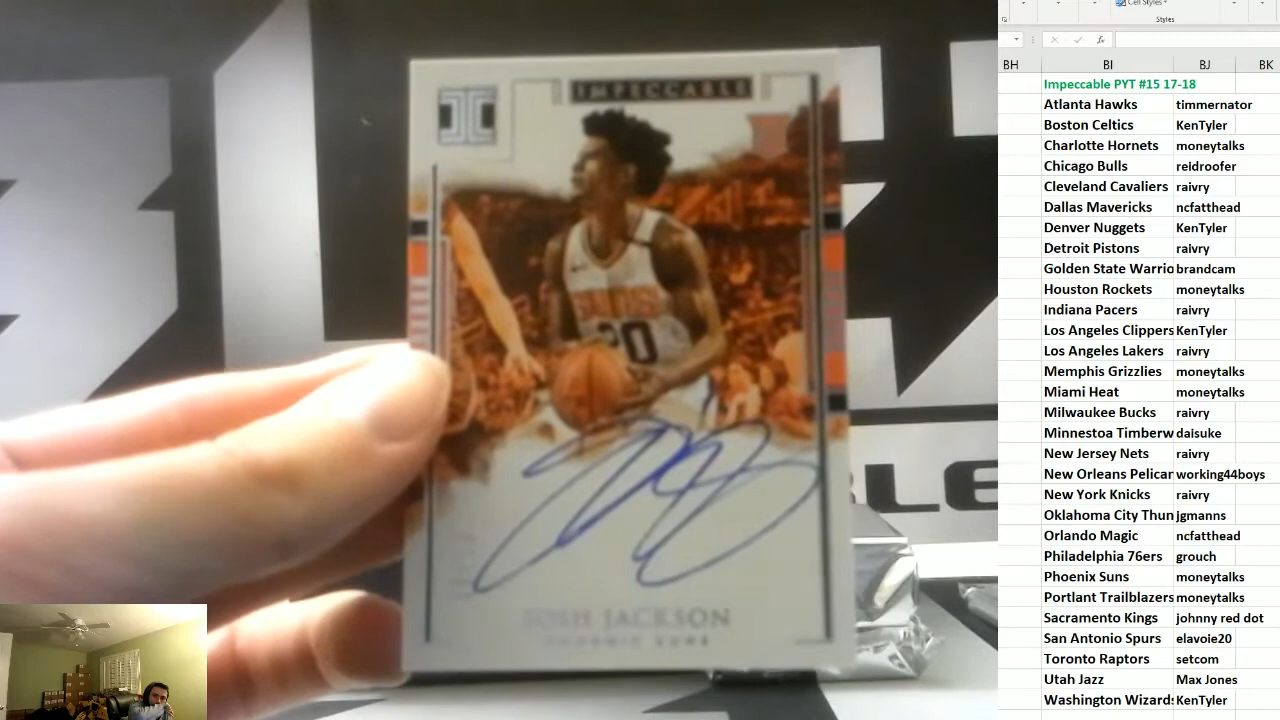 IMPECCABLE
SUNS
20
JOSH JACKSON
PHOENIX SUNS
BLE
Cell Styles
Styles
BH BI BJ BK
Impeccable PYT #15 17-18
Atlanta Hawks timmernator
Boston Celtics KenTyler
Charlotte Hornets moneytalks
Chicago Bulls reidroofer
Cleveland Cavaliers raivry
Dallas Mavericks ncfatthead
Denver Nuggets KenTyler
Detroit Pistons raivry
Golden State Warrio brandcam
Houston Rockets moneytalks
Indiana Pacers raivry
Los Angeles Clippers KenTyler
Los Angeles Lakers raivry
Memphis Grizzlies moneytalks
Miami Heat moneytalks
Milwaukee Bucks raivry
Minnestoa Timberw daisuke
New Jersey Nets raivry
New Orleans Pelican working44boys
New York Knicks raivry
Oklahoma City Thun jgmanns
Orlando Magic ncfatthead
Philadelphia 76ers grouch
Phoenix Suns moneytalks
Portlant Trailblazers moneytalks
Sacramento Kings johnny red dot
San Antonio Spurs elavoie20
Toronto Raptors setcom
Utah Jazz Max Jones
Washington Wizards KenTyler